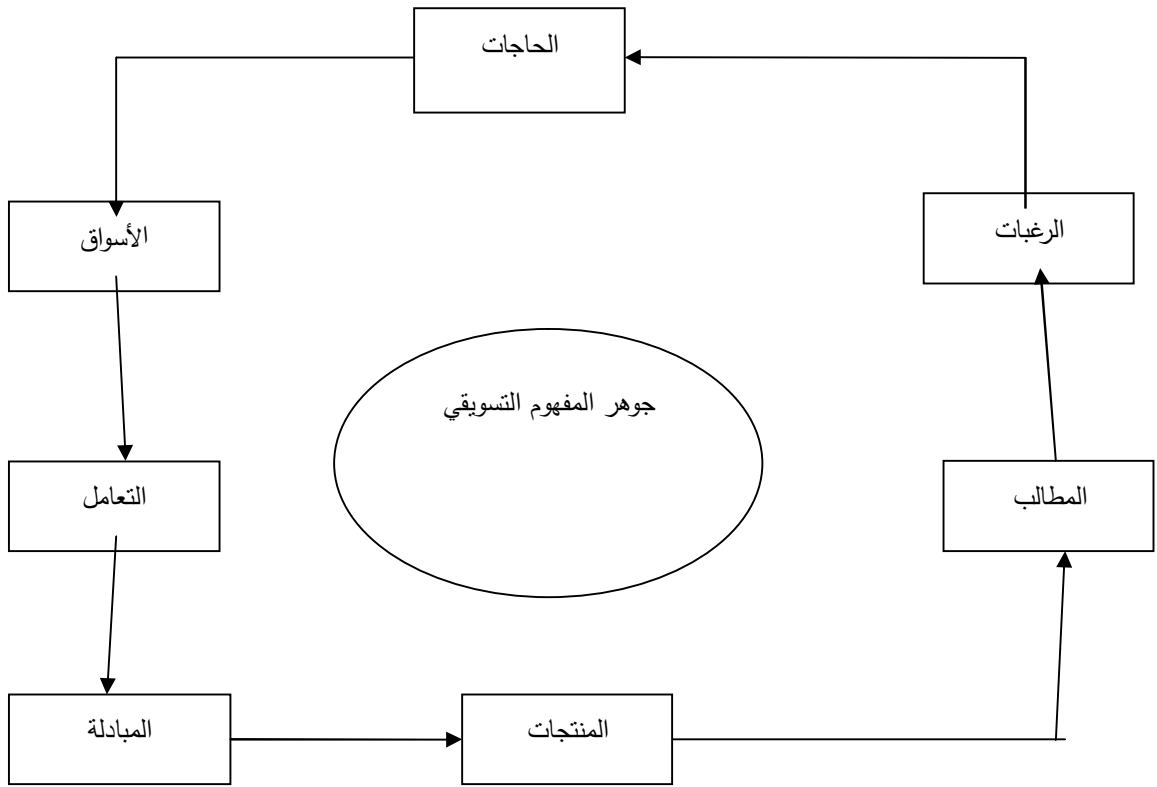 الحاجات
الرغبات
الأسواق
جوهر المفهوم التسويقي
المطالب
التعامل
المنتجات
المبادلة